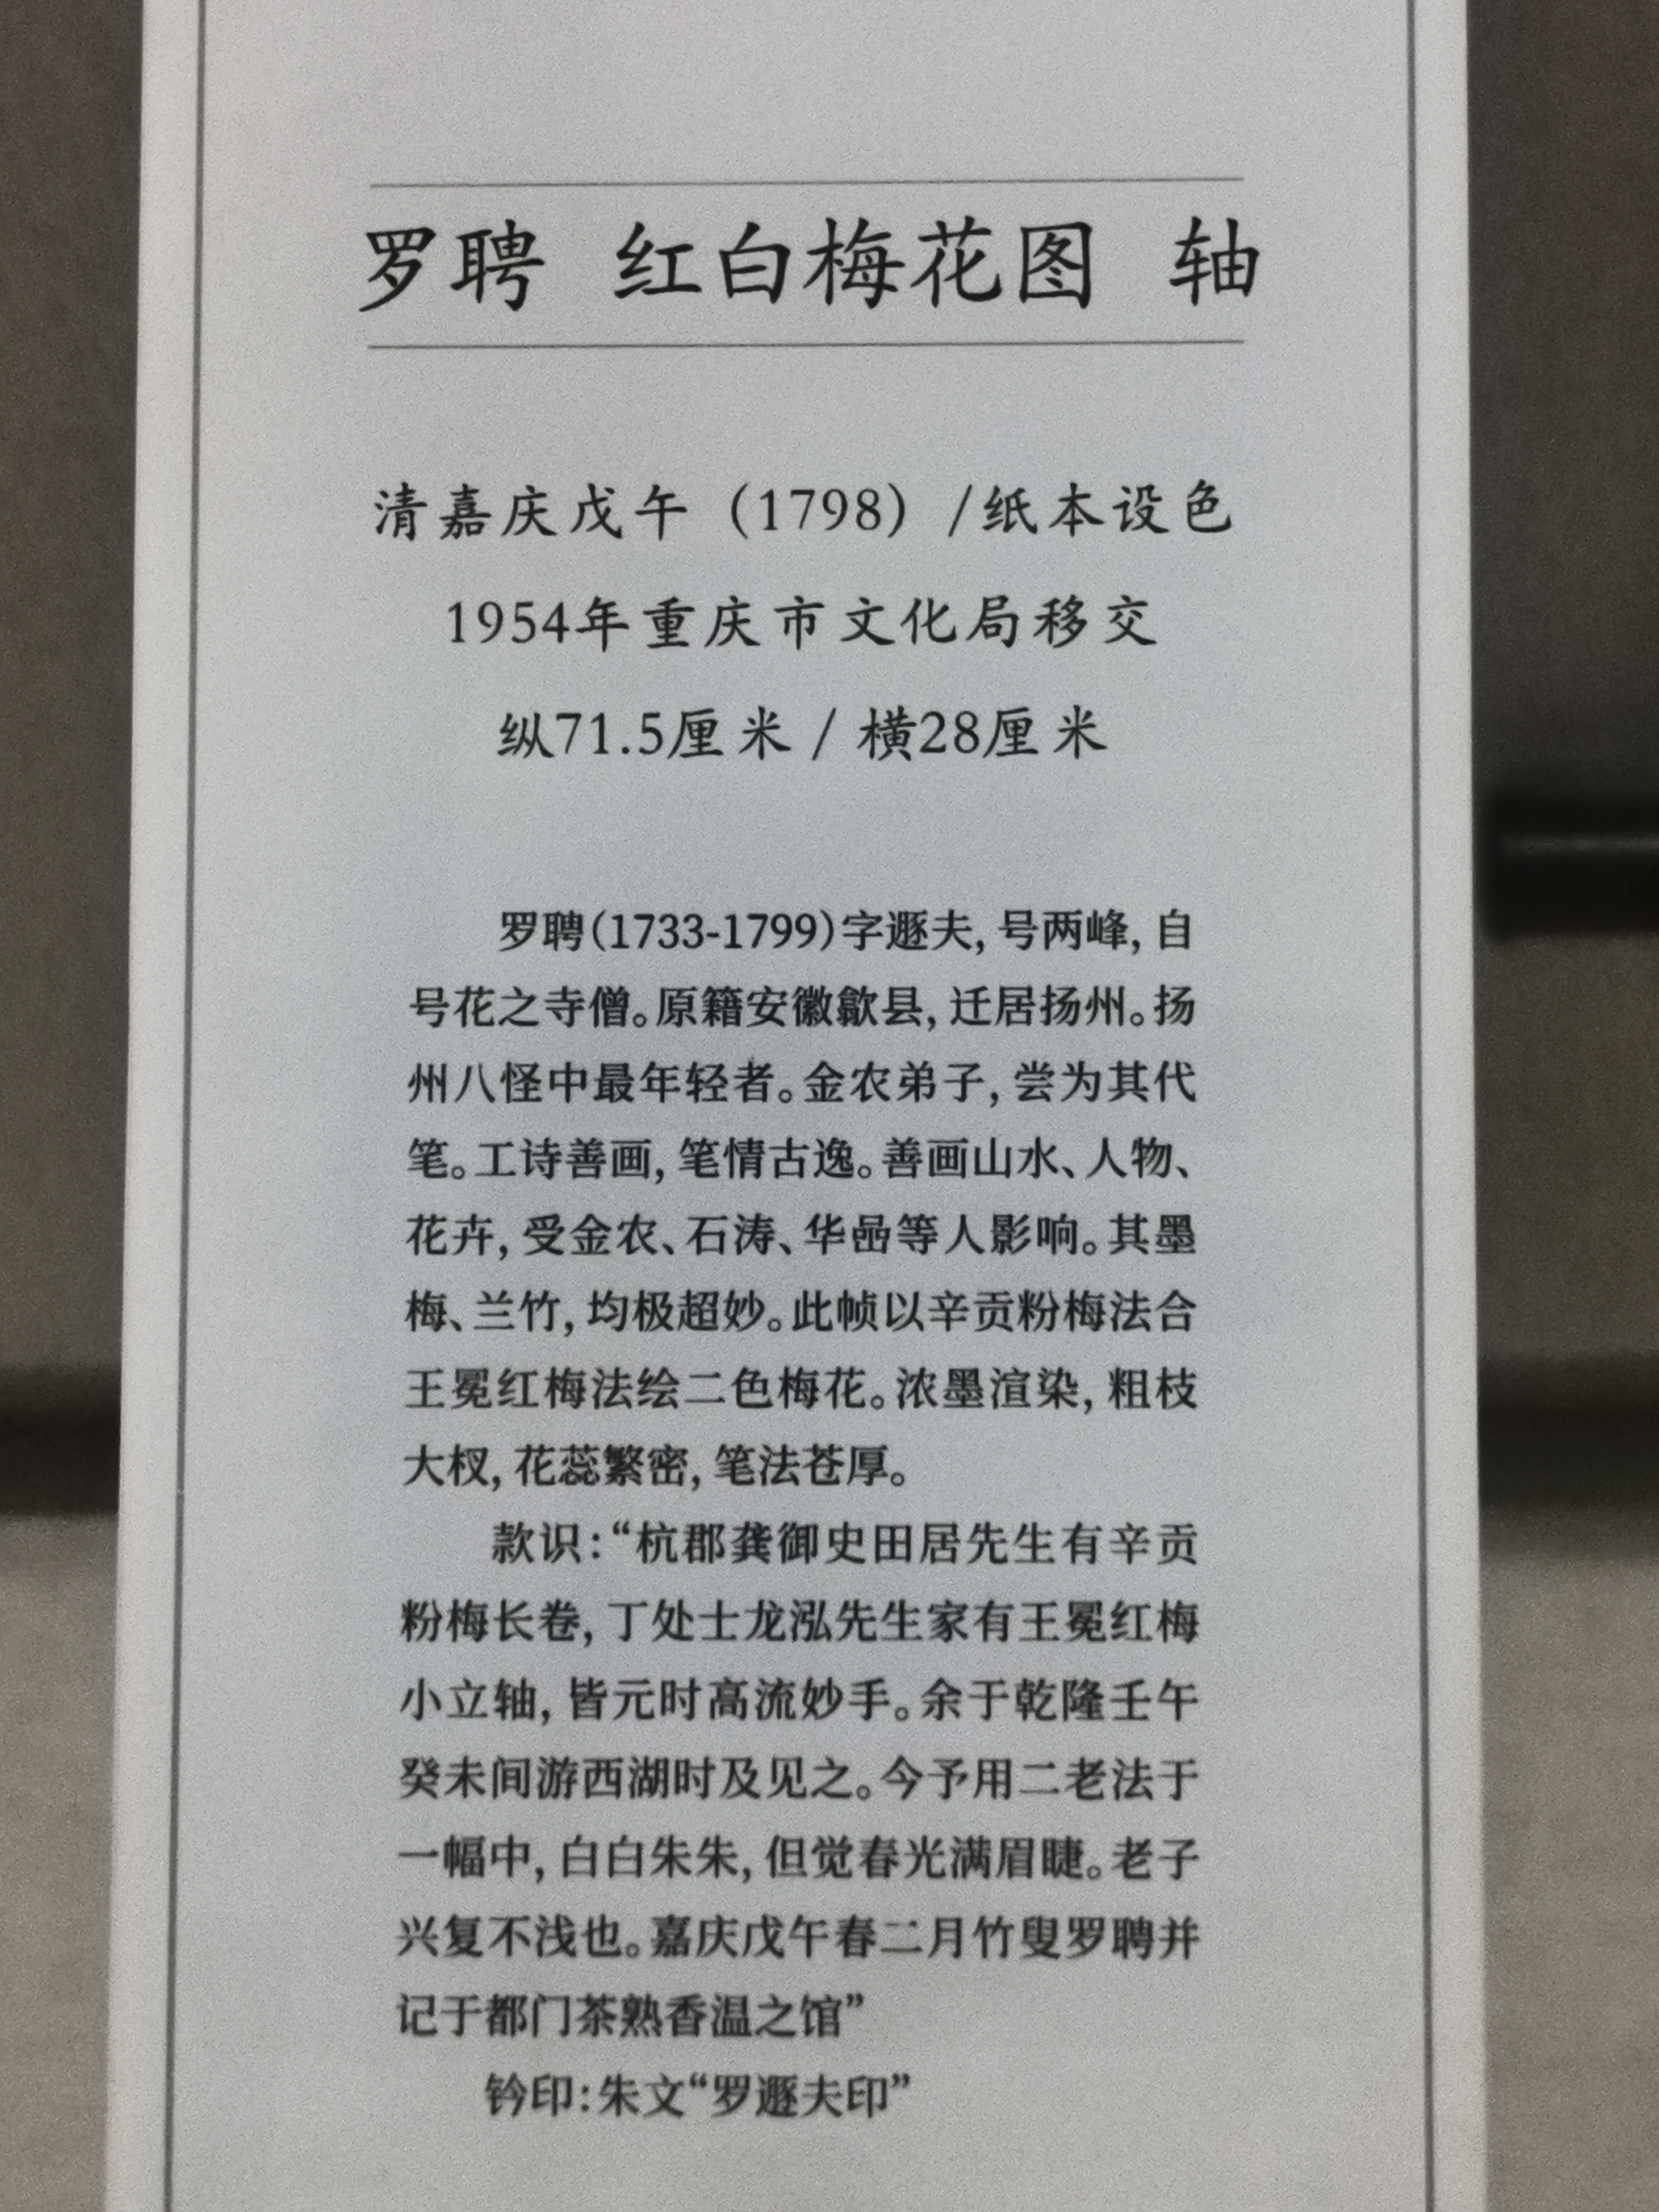 罗聘 红白梅花图 轴
清嘉庆戊午（1798）/纸本设色
1954年重庆市文化局移交
纵71.5厘米 / 横28厘米
罗聘（1733-1799）字遯夫，号两峰，自
号花之寺僧。原籍安徽歙县，迁居扬州。扬
州八怪中最年轻者。金农弟子，尝为其代
笔。工诗善画，笔情古逸。善画山水、人物、
花卉，受金农、石涛、华喦等人影响。其墨
梅、兰竹，均极超妙。此帧以辛贡粉梅法合
王冕红梅法绘二色梅花。浓墨渲染，粗枝
大杈，花蕊繁密，笔法苍厚。
款识：“杭郡龚御史田居先生有辛贡
粉梅长卷，丁处士龙泓先生家有王冕红梅
小立轴，皆元时高流妙手。余于乾隆壬午
癸未间游西湖时及见之。今予用二老法于
一幅中，白白朱朱，但觉春光满眉睫。老子
兴复不浅也。嘉庆戊午春二月竹叟罗聘并
记于都门茶熟香温之馆”
钤印：朱文“罗遯夫印”